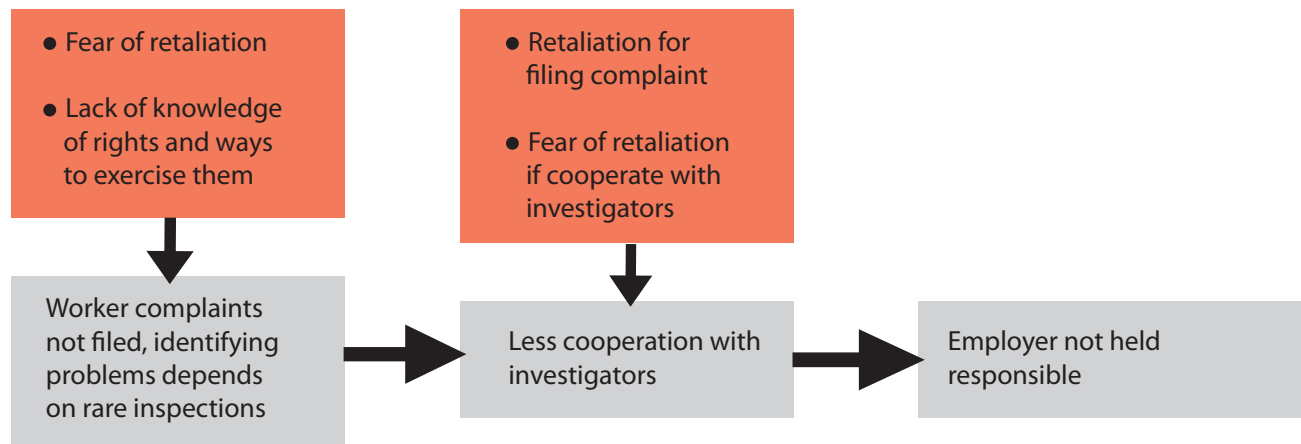 ● Fear of retaliation
● Lack of knowledge
of rights and ways
to exercise them
● Retaliation for
filing complaint
● Fear of retaliation
if cooperate with
investigators
Worker complaints
not filed, identifying
problems depends
on rare inspections
Less cooperation with
investigators
Employer not held
responsible